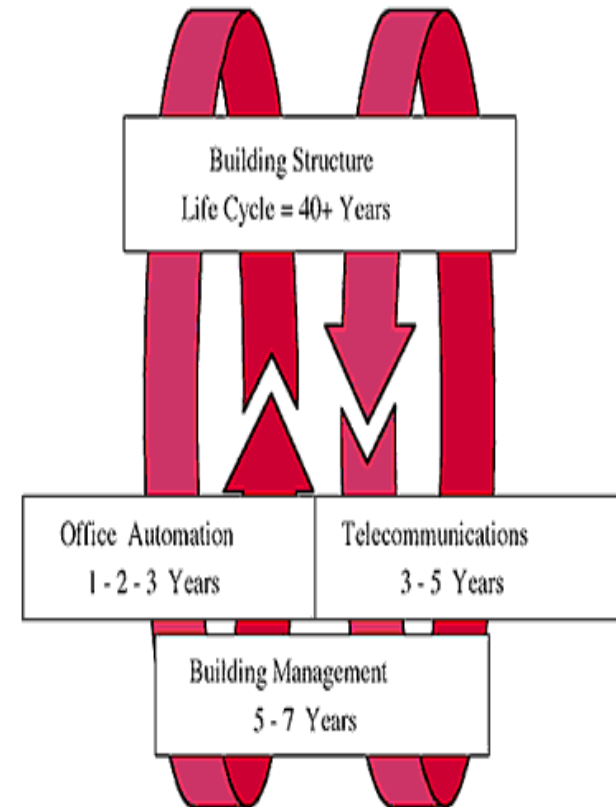 Building Structure
Life Cycle = 40+ Years
Office Automation
1 - 2 - 3 Years
Telecommunications
3 - 5 Years
Building Management
5 - 7 Years